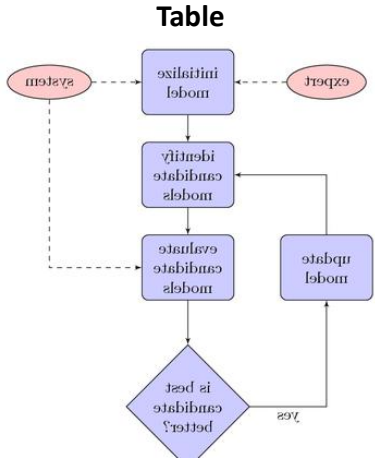 Table
system
initialize
model
expert
identify
candidate
models
evaluate
candidate
models
update
model
is best
candidate
better?
yes